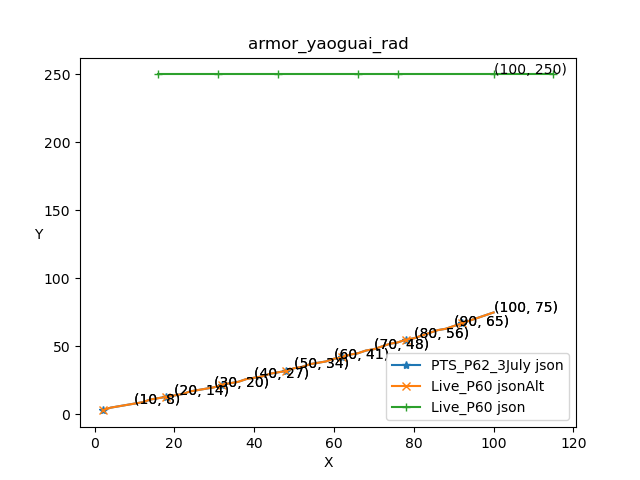 armor_yaoguai_rad
250
(100, 250)
200
150
Y
100
(100, 75)
(90, 65)
(80, 56)
50
(70, 48)
(60, 41)
(50, 34)
(40, 27)
(30, 20)
(20, 14)
(10, 8)
0
PTS_P62_3July json
Live_P60 jsonAlt
Live_P60 json
0 20 40 60 80 100 120
X